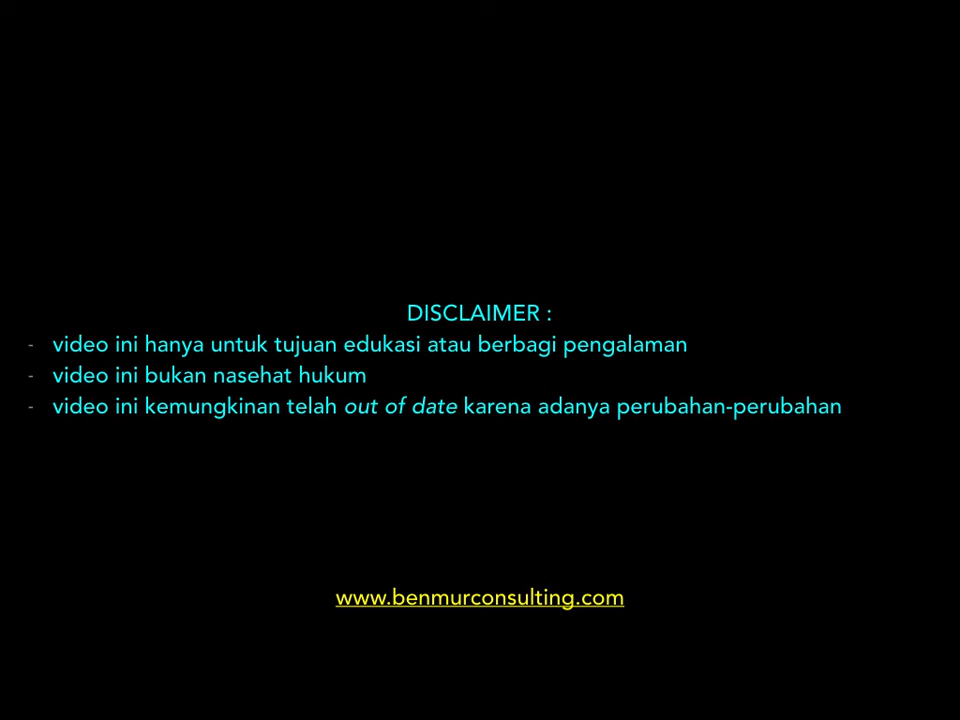 DISCLAIMER :
- video ini hanya untuk tujuan edukasi atau berbagi pengalaman
- video ini bukan nasehat hukum
- video ini kemungkinan telah out of date karena adanya perubahan-perubahan
www.benmurconsulting.com